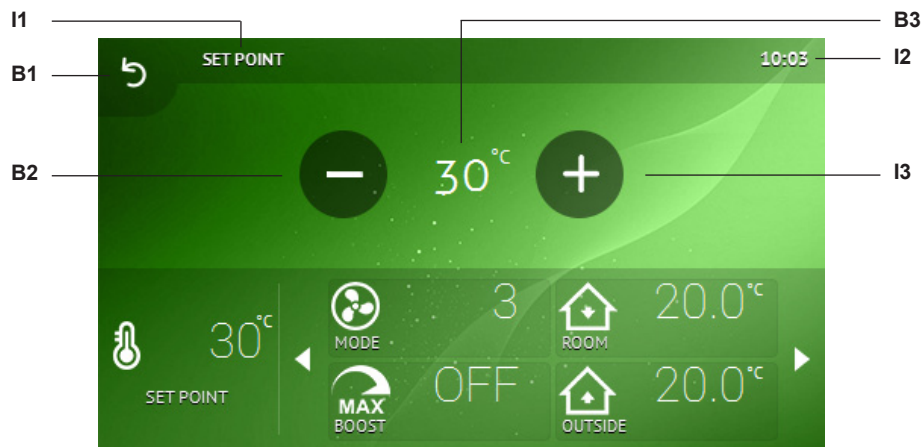 I1
B3
SET POINT
10:03
I2
B1
B2
−
30°C
+
I3
30°C
SET POINT
3
MODE
20.0°C
ROOM
MAX
OFF
BOOST
20.0°C
OUTSIDE